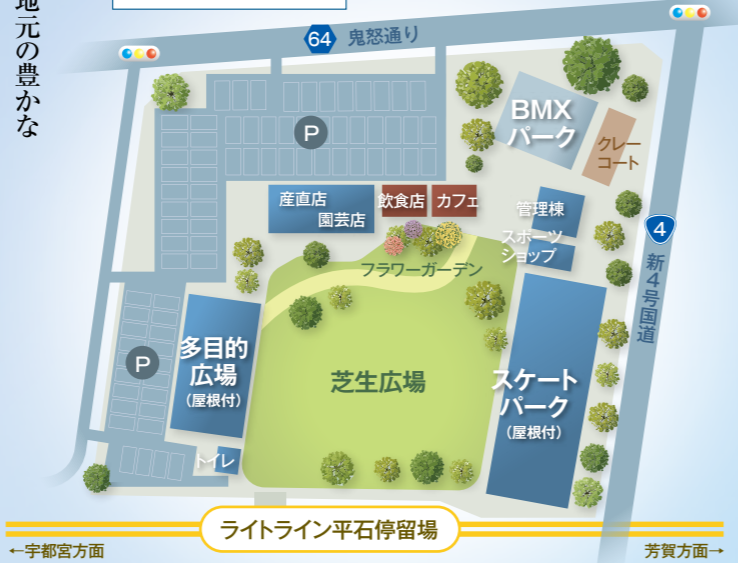 地元の豊かな
64 鬼怒通り
BMX
パーク
クレー
コート
P
産直店
園芸店
飲食店
カフェ
管理棟
スポーツ
ショップ
4
新4号国道
フラワーガーデン
P
多目的
広場
(屋根付)
芝生広場
スケート
パーク
(屋根付)
トイレ
ライトライン平石停留場
←宇都宮方面
芳賀方面→